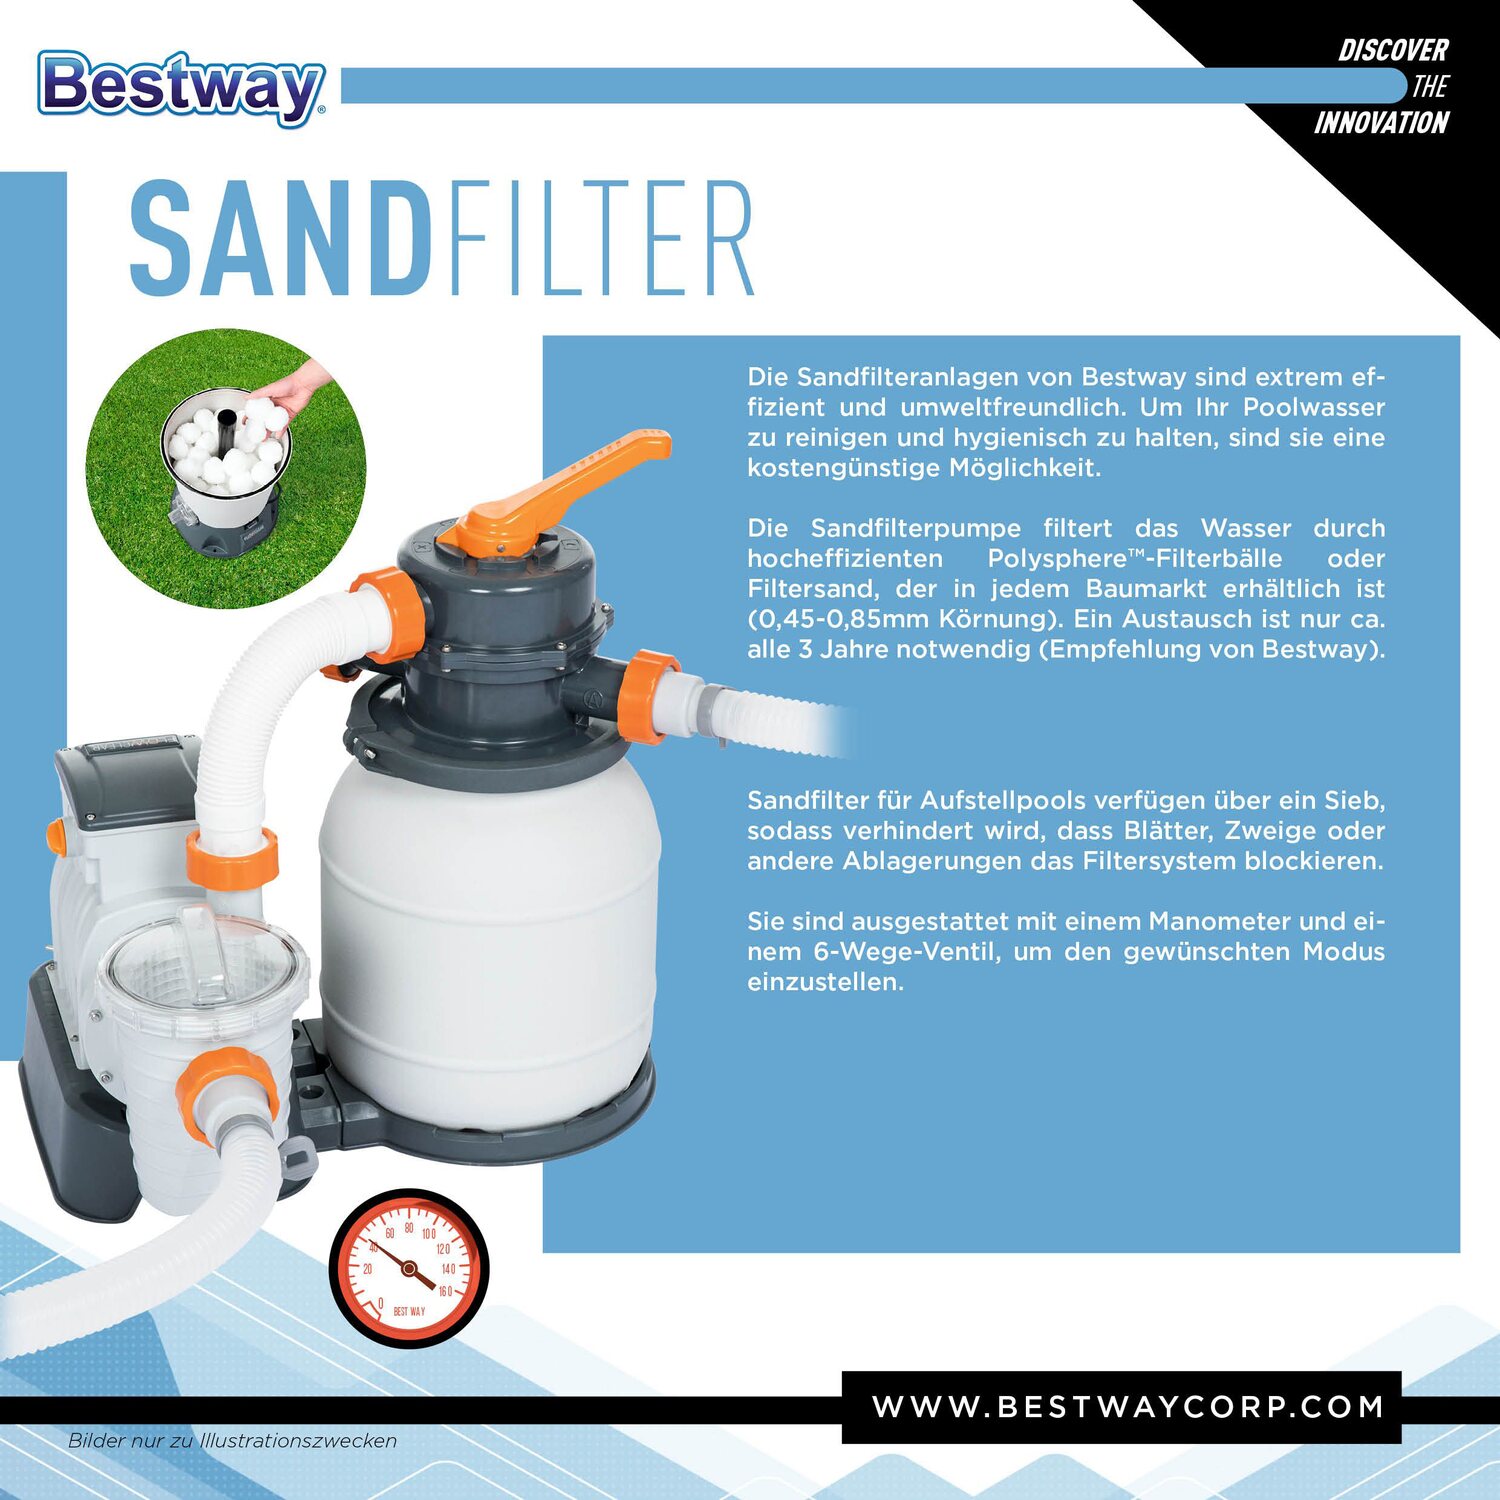 Bestway®
DISCOVER
THE
INNOVATION
SANDFILTER
Die Sandfilteranlagen von Bestway sind extrem ef-
fizient und umweltfreundlich. Um Ihr Poolwasser
zu reinigen und hygienisch zu halten, sind sie eine
kostengünstige Möglichkeit.
Die Sandfilterpumpe filtert das Wasser durch
hocheffizienten Polysphere™-Filterbälle oder
Filtersand, der in jedem Baumarkt erhältlich ist
(0,45-0,85mm Körnung). Ein Austausch ist nur ca.
alle 3 Jahre notwendig (Empfehlung von Bestway).
Sandfilter für Aufstellpools verfügen über ein Sieb,
sodass verhindert wird, dass Blätter, Zweige oder
andere Ablagerungen das Filtersystem blockieren.
Sie sind ausgestattet mit einem Manometer und ei-
nem 6-Wege-Ventil, um den gewünschten Modus
einzustellen.
0 20 40 60 80 100 120 140 160
BEST WAY
WWW.BESTWAYCORP.COM
Bilder nur zu Illustrationszwecken